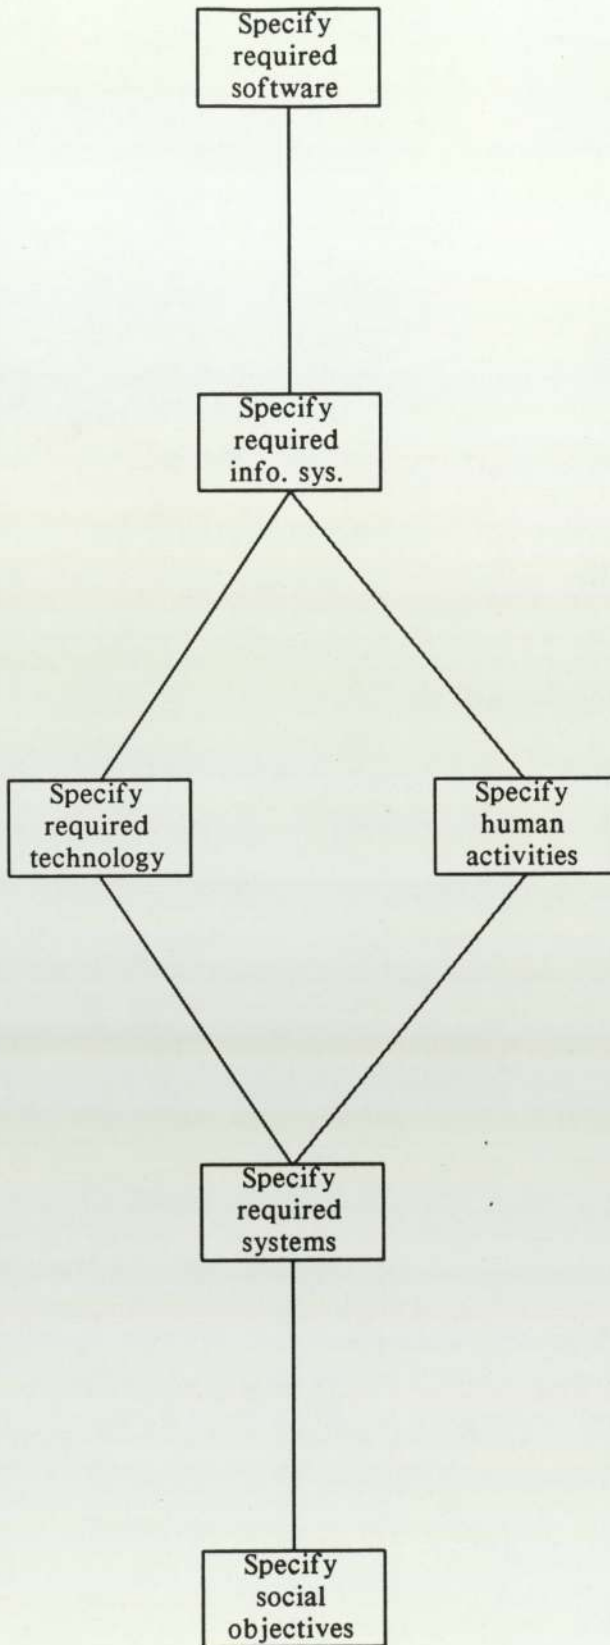 Specify
required
software
Specify
required
info. sys.
Specify
required
technology
Specify
human
activities
Specify
required
systems
Specify
social
objectives